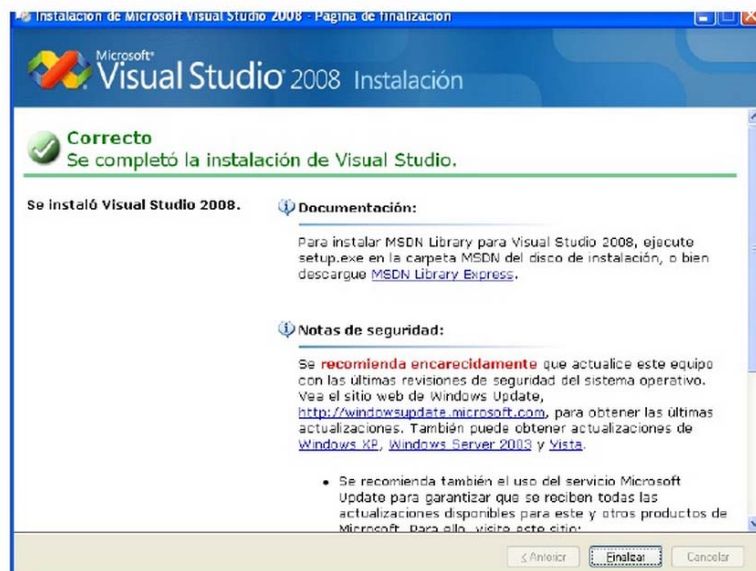 Instalación de Microsoft Visual Studio 2008 - Página de finalización
Microsoft®
Visual Studio® 2008 Instalación
Correcto
Se completó la instalación de Visual Studio.
Se instaló Visual Studio 2008.
Documentación:
Para instalar MSDN Library para Visual Studio 2008, ejecute
setup.exe en la carpeta MSDN del disco de instalación, o bien
descargue MSDN Library Express.
Notas de seguridad:
Se recomienda encarecidamente que actualice este equipo
con las últimas revisiones de seguridad del sistema operativo.
Vea el sitio web de Windows Update,
http://windowsupdate.microsoft.com, para obtener las últimas
actualizaciones. También puede obtener actualizaciones de
Windows XP, Windows Server 2003 y Vista.
• Se recomienda también el uso del servicio Microsoft
Update para garantizar que se reciben todas las
actualizaciones disponibles para este y otros productos de
Microsoft. Para ello, visite este sitio:
< Anterior
Finalizar
Cancelar